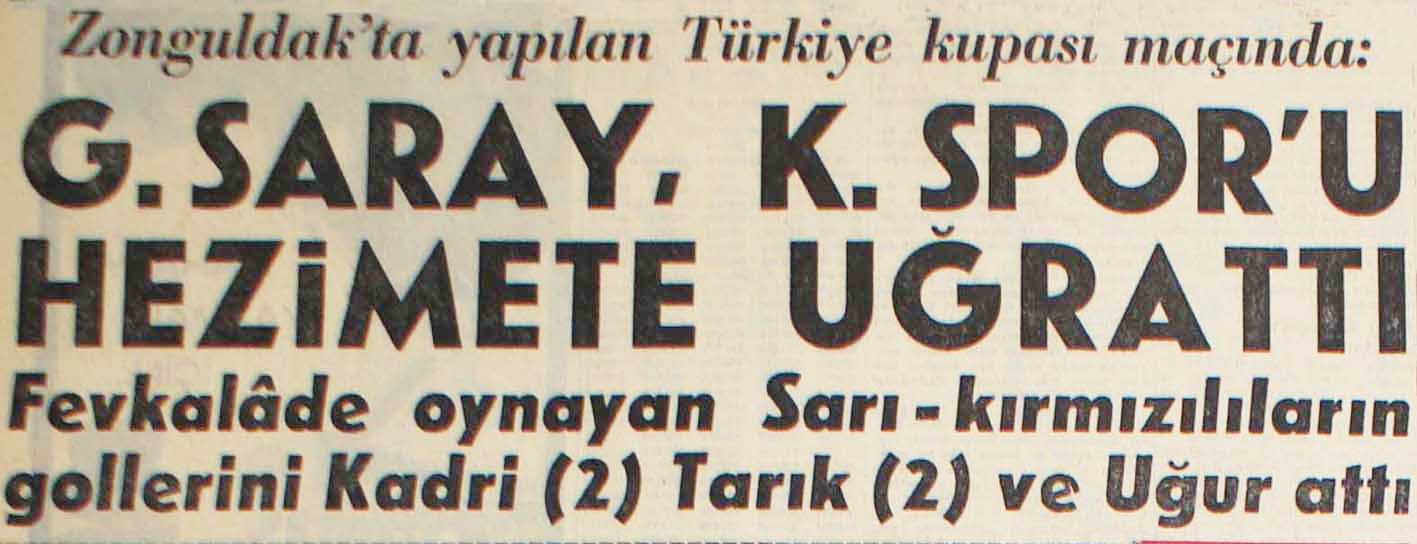 Zonguldak'ta yapılan Türkiye kupası maçında:
G. SARAY, K. SPOR'U
HEZİMETE UĞRATTI
Fevkalâde oynayan Sarı - kırmızılıların
gollerini Kadri (2) Tarık (2) ve Uğur attı